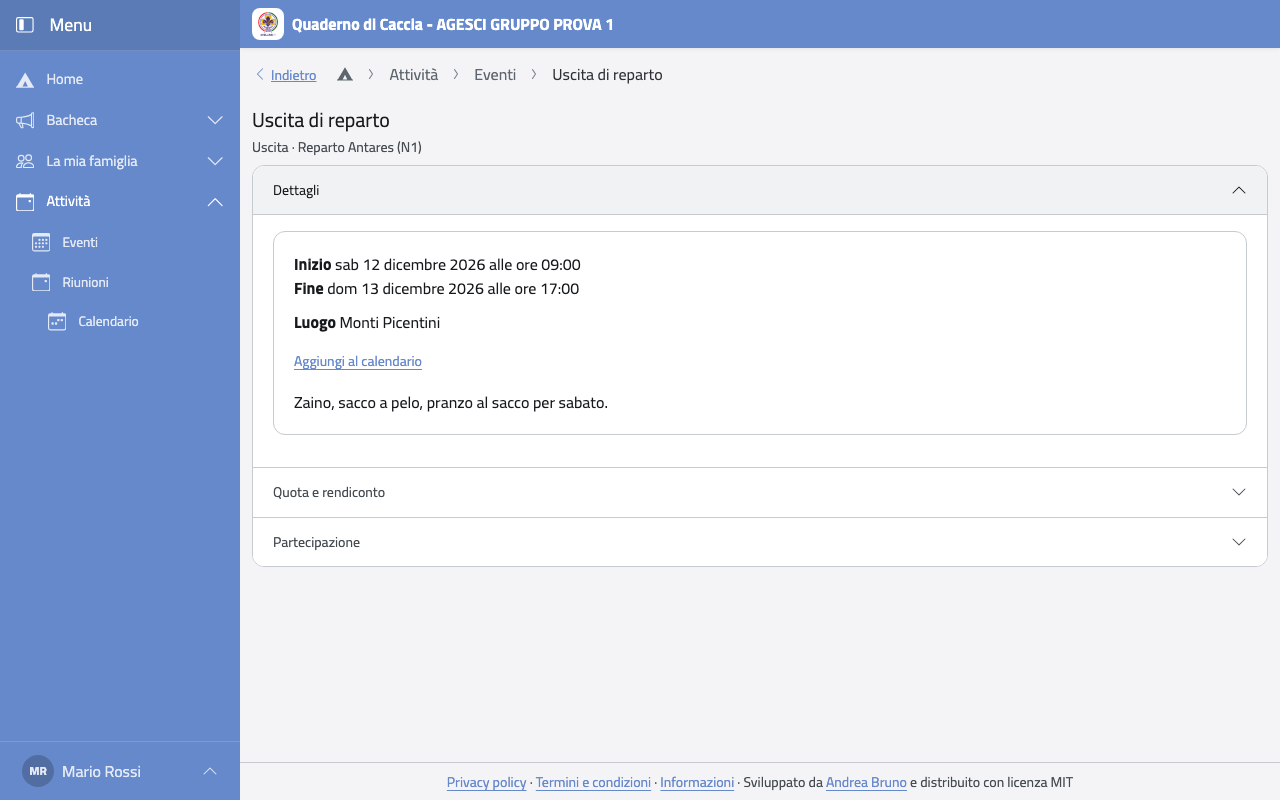 Menu
Quaderno di Caccia - AGESCI GRUPPO PROVA 1
Home
Bacheca
La mia famiglia
Attività
Eventi
Riunioni
Calendario
MR Mario Rossi
Indietro Attività Eventi Uscita di reparto
Uscita di reparto
Uscita · Reparto Antares (N1)
Dettagli
Inizio sab 12 dicembre 2026 alle ore 09:00
Fine dom 13 dicembre 2026 alle ore 17:00
Luogo Monti Picentini
Aggiungi al calendario
Zaino, sacco a pelo, pranzo al sacco per sabato.
Quota e rendiconto
Partecipazione
Privacy policy · Termini e condizioni · Informazioni · Sviluppato da Andrea Bruno e distribuito con licenza MIT